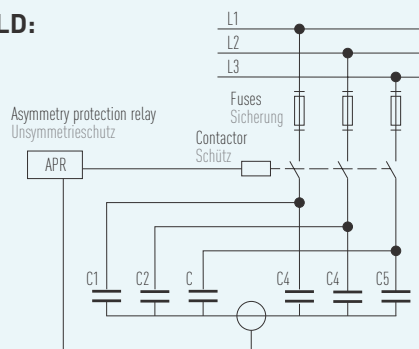 LD:
L1
L2
L3
Fuses
Sicherung
Asymmetry protection relay
Unsymmetrieschutz
Contactor
Schütz
APR
C1 C2 C C4 C4 C5